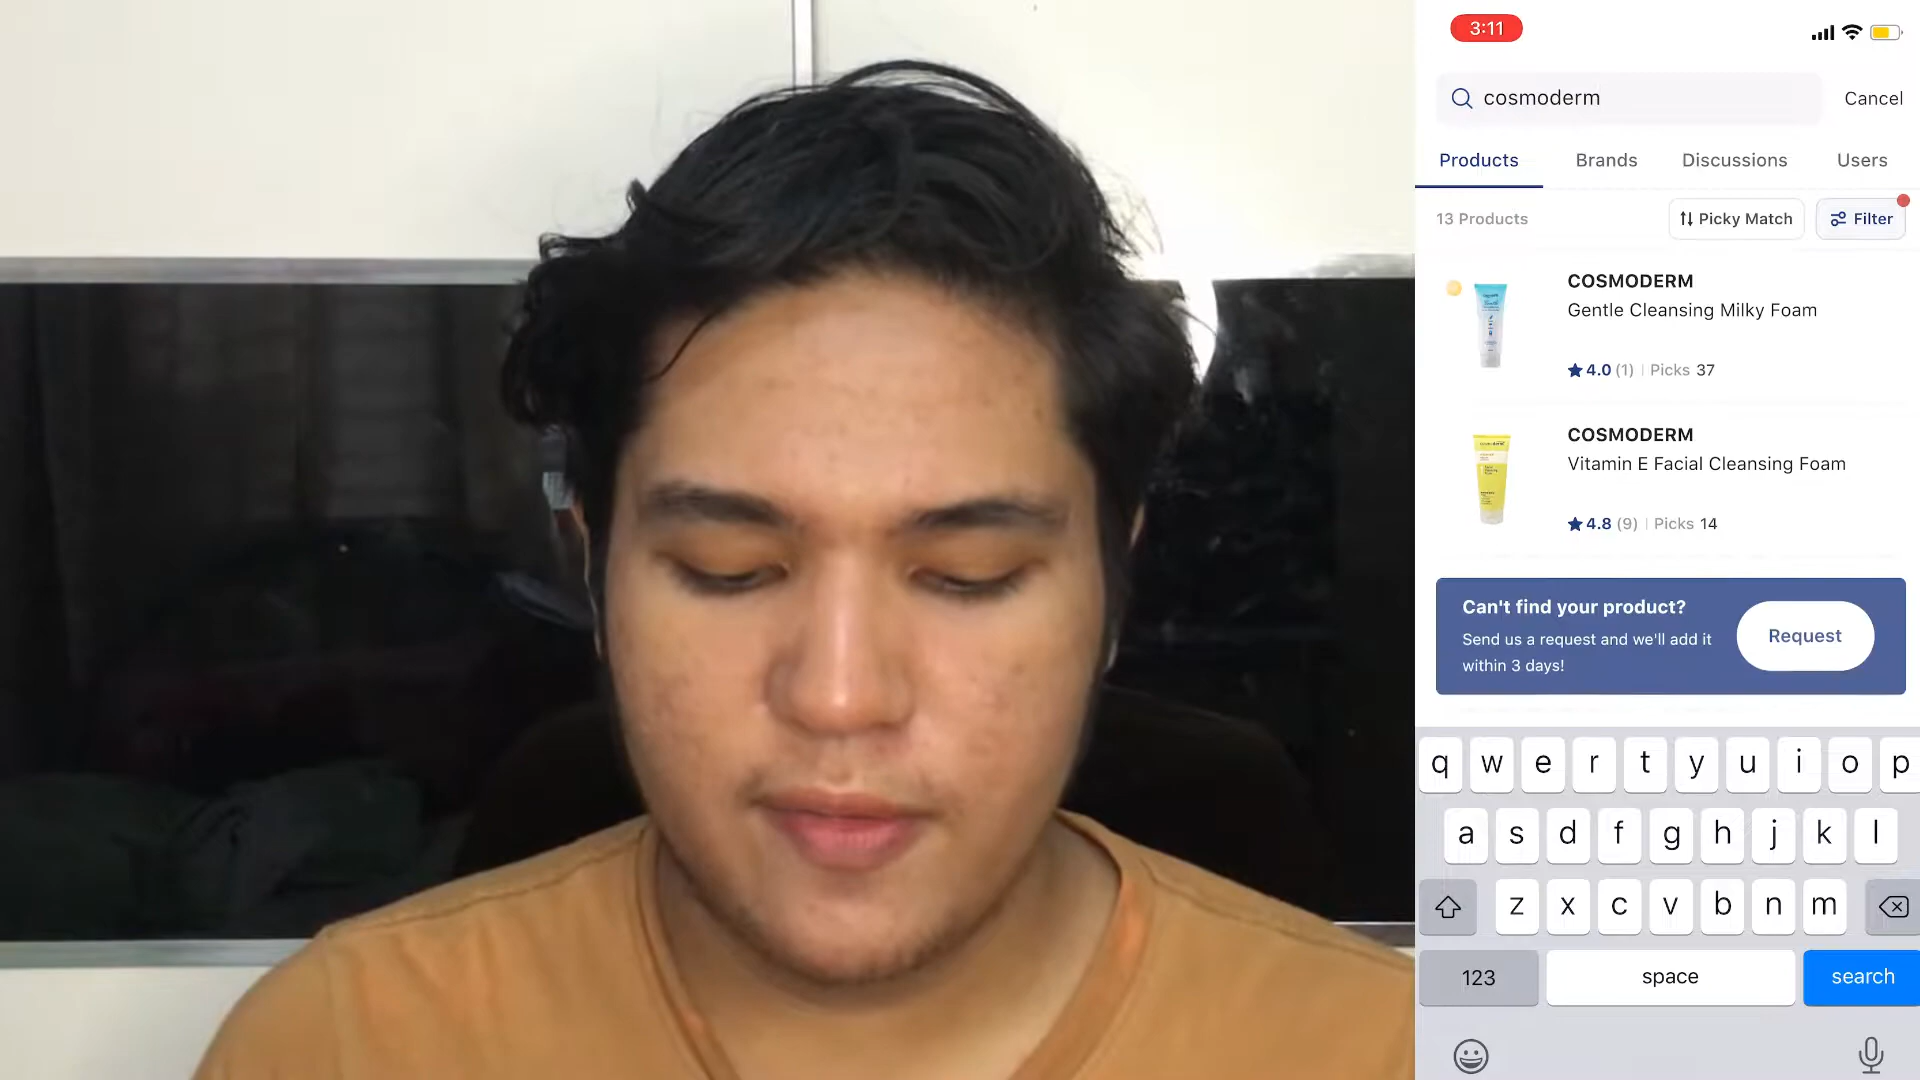 3:11
cosmoderm
Cancel
Products
Brands
Discussions
Users
13 Products
Picky Match
Filter
COSMODERM
Gentle Cleansing Milky Foam
4.0 (1) | Picks 37
COSMODERM
Vitamin E Facial Cleansing Foam
4.8 (9) | Picks 14
Can't find your product?
Send us a request and we'll add it
within 3 days!
Request
q w e r t y u i o p
a s d f g h j k l
z x c v b n m
123
space
search